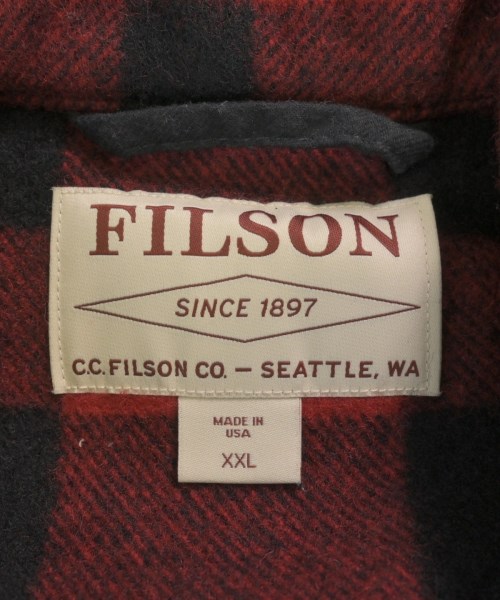 FILSON
SINCE 1897
C.C. FILSON CO. — SEATTLE, WA
MADE IN
USA
XXL